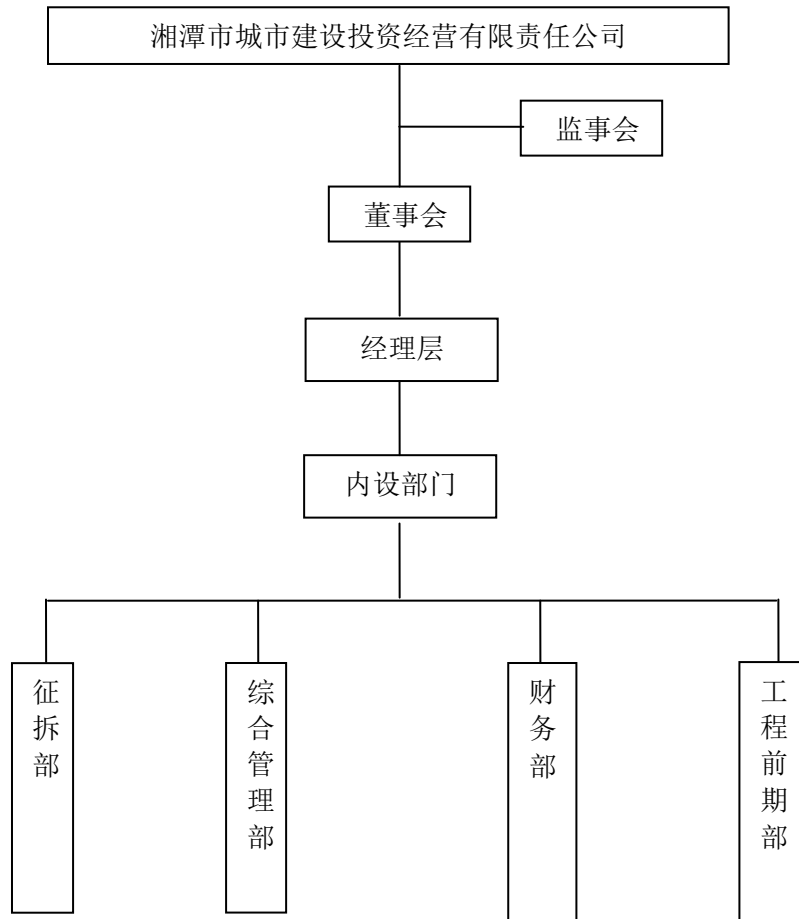 湘潭市城市建设投资经营有限责任公司
监事会
董事会
经理层
内设部门
征拆部
综合管理部
财务部
工程前期部